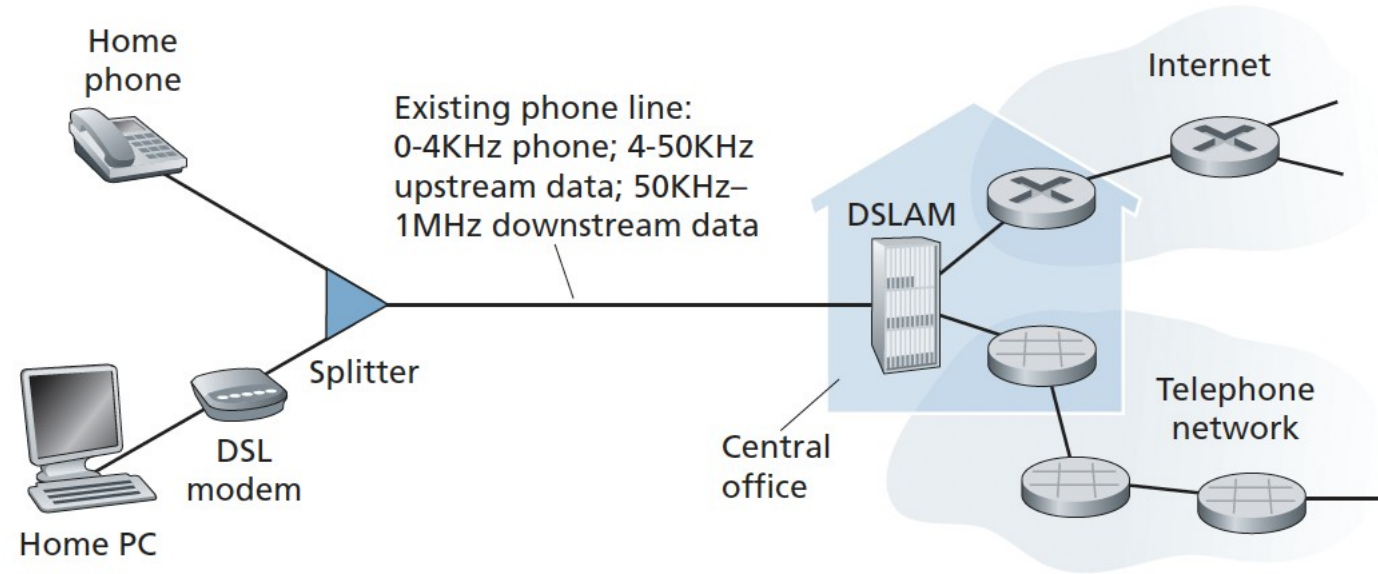 Home
phone
Existing phone line:
0-4KHz phone; 4-50KHz
upstream data; 50KHz–
1MHz downstream data
Internet
DSLAM
Splitter
DSL
modem
Home PC
Central
office
Telephone
network